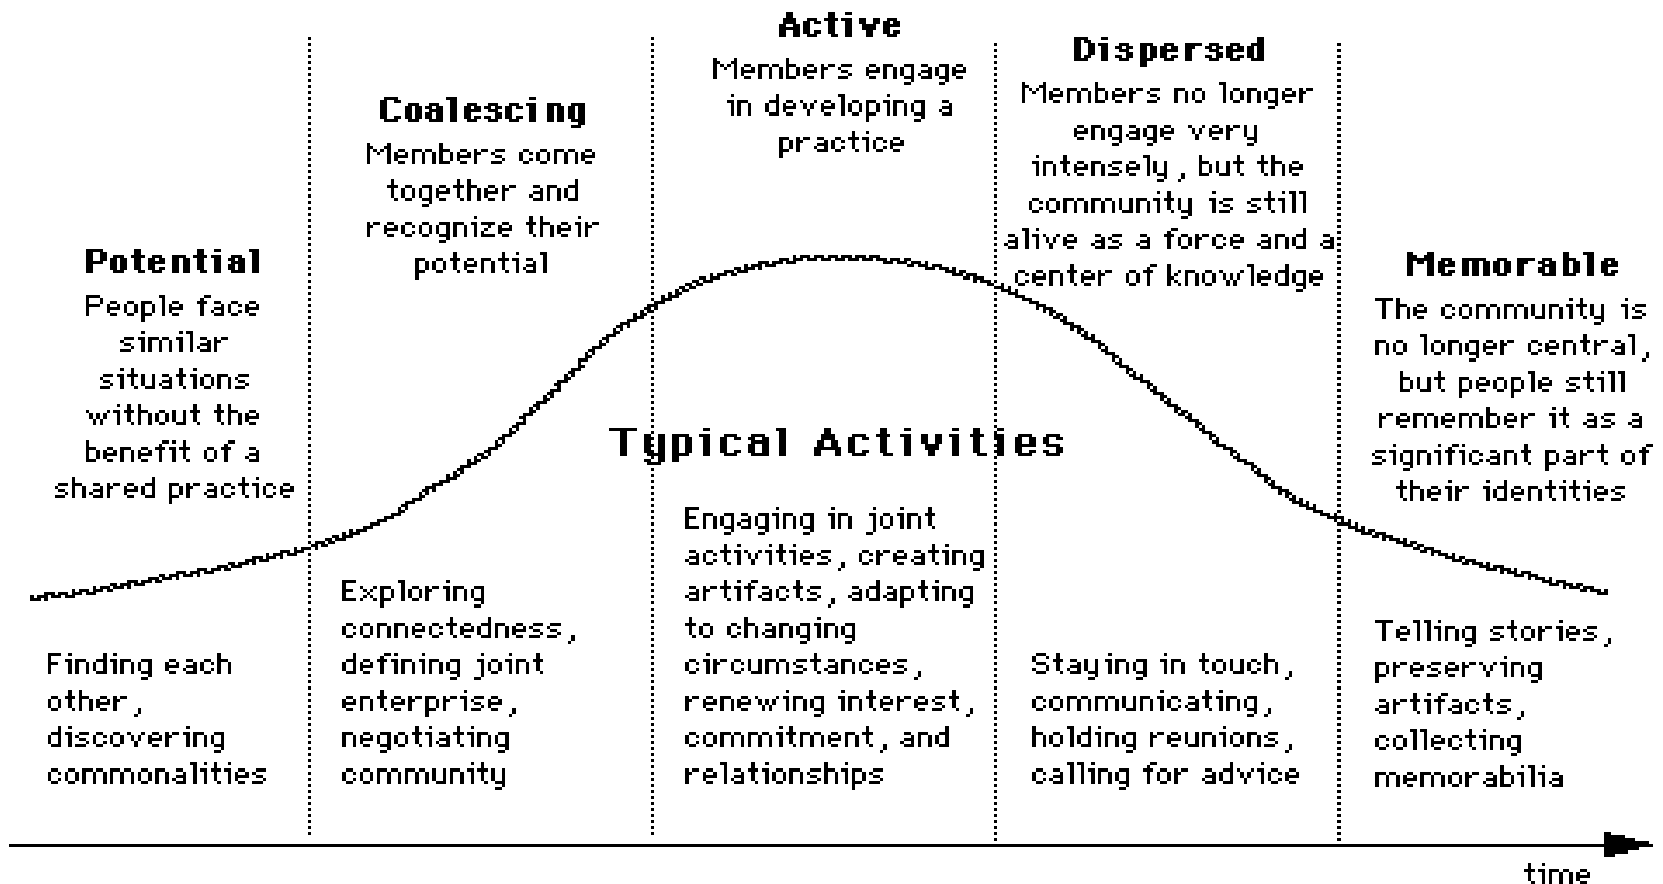 Potential
People face
similar
situations
without the
benefit of a
shared practice
Coalescing
Members come
together and
recognize their
potential
Active
Members engage
in developing a
practice
Dispersed
Members no longer
engage very
intensely, but the
community is still
alive as a force and a
center of knowledge
Memorable
The community is
no longer central,
but people still
remember it as a
significant part of
their identities
Typical Activities
Finding each
other,
discovering
commonalities
Exploring
connectedness,
defining joint
enterprise,
negotiating
community
Engaging in joint
activities, creating
artifacts, adapting
to changing
circumstances,
renewing interest,
commitment, and
relationships
Staying in touch,
communicating,
holding reunions,
calling for advice
Telling stories,
preserving
artifacts,
collecting
memorabilia
time